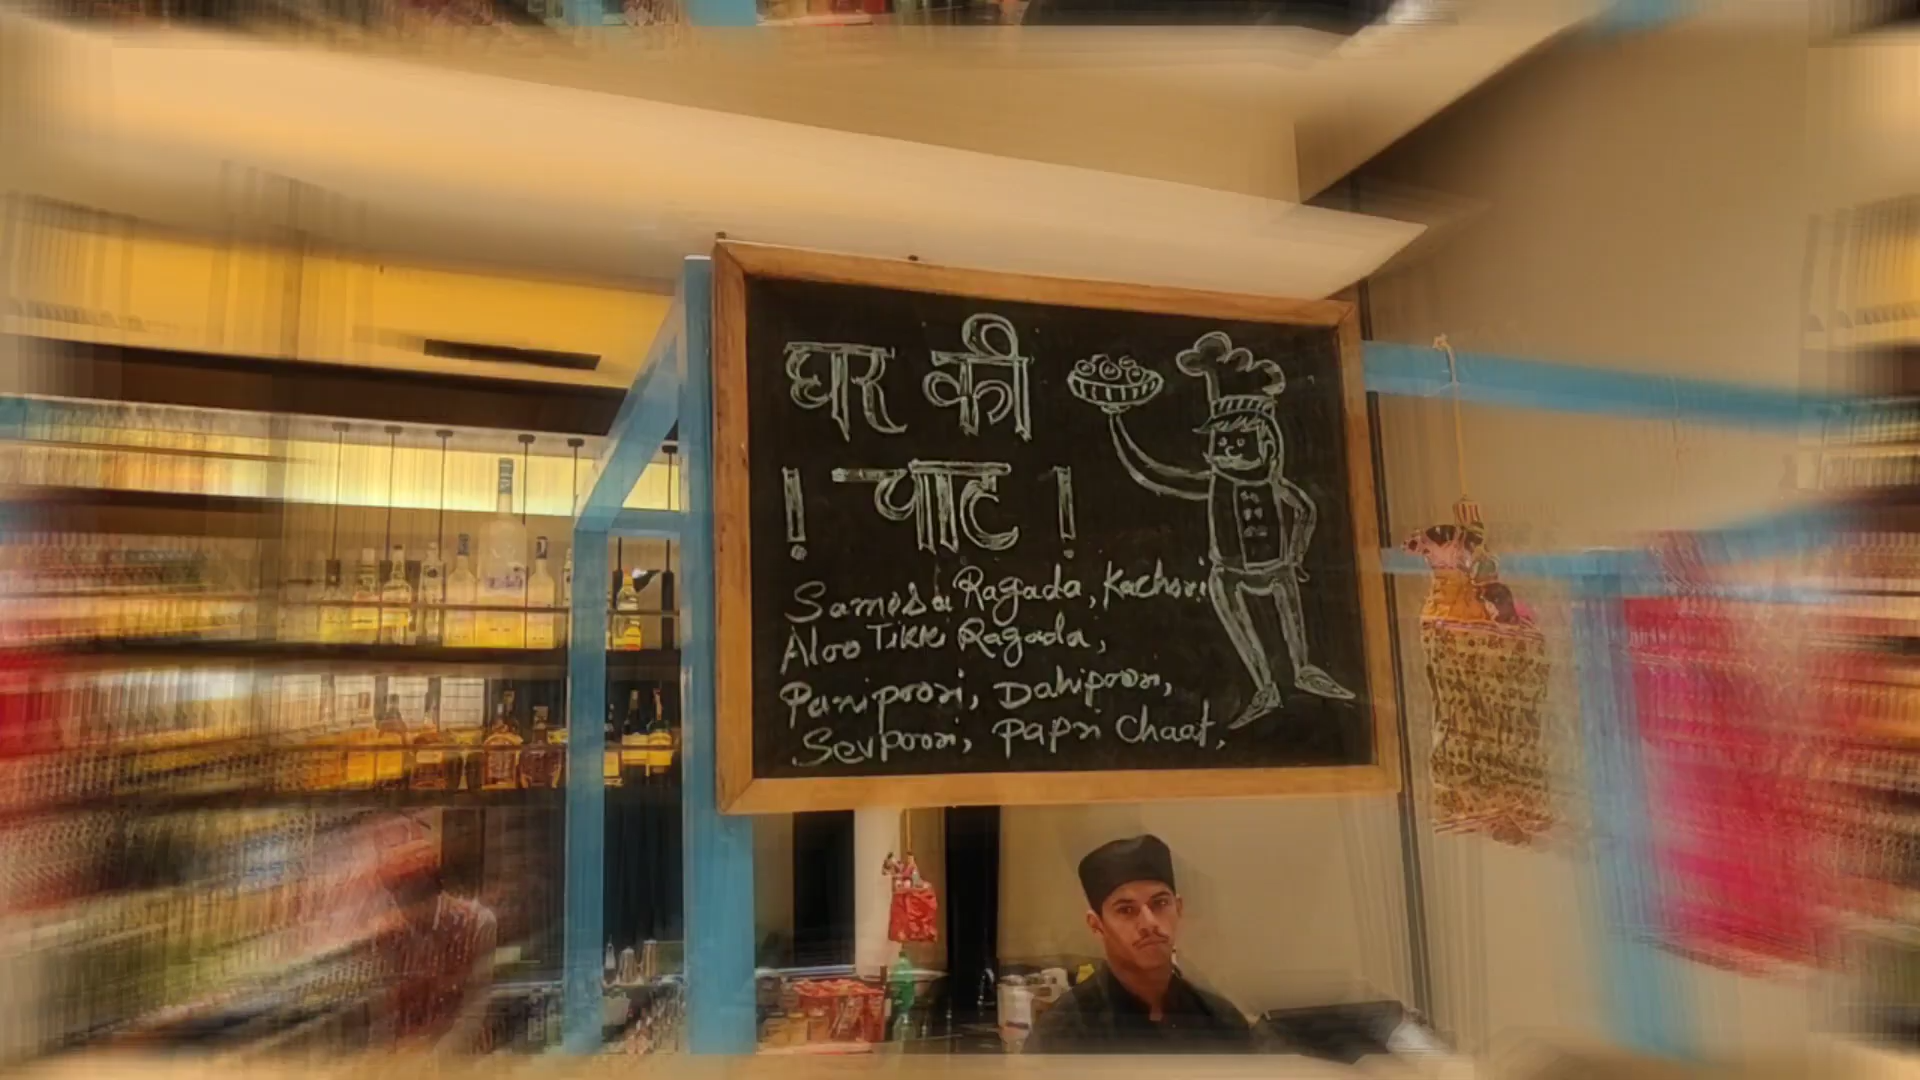 घर की
! चाट !
Samosa Ragada, Kachori
Aloo Tikki Ragada,
Panipoori, Dahipoori,
Sevpoori, Papri Chaat,